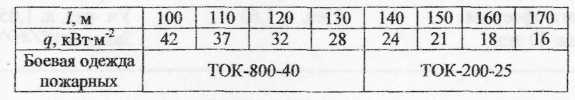 l, м 100 110 120 130 140 150 160 170
q, кВт·м⁻² 42 37 32 28 24 21 18 16
Боевая одежда
пожарных ТОК-800-40 ТОК-200-25